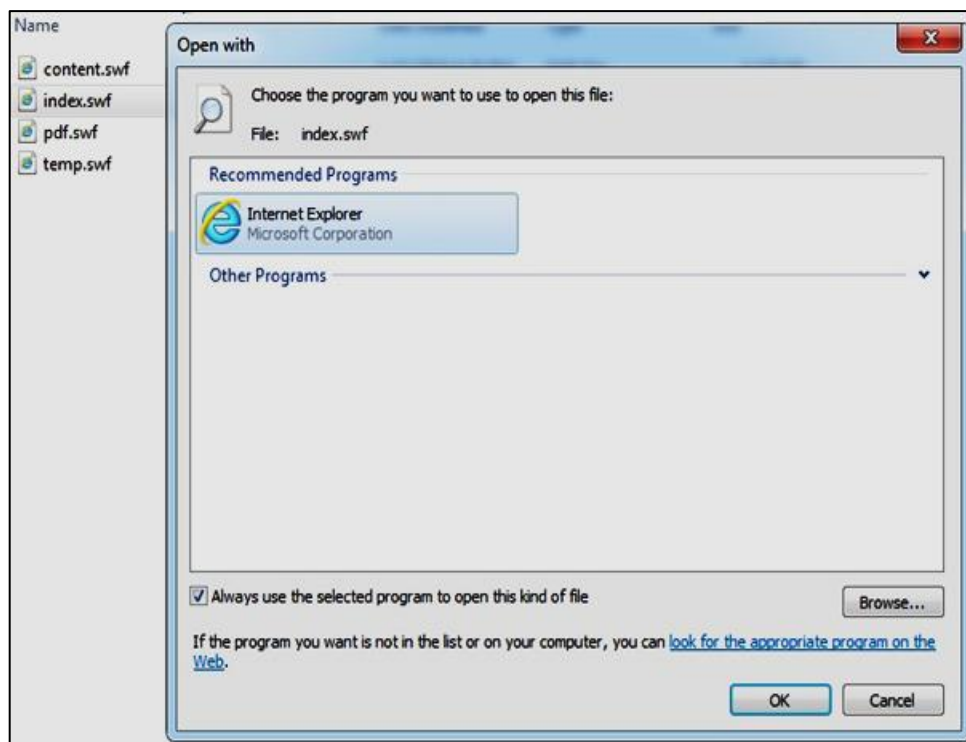 Name
content.swf
index.swf
pdf.swf
temp.swf
Open with
Choose the program you want to use to open this file:
File: index.swf
Recommended Programs
Internet Explorer
Microsoft Corporation
Other Programs
Always use the selected program to open this kind of file
Browse...
If the program you want is not in the list or on your computer, you can look for the appropriate program on the
Web.
OK
Cancel